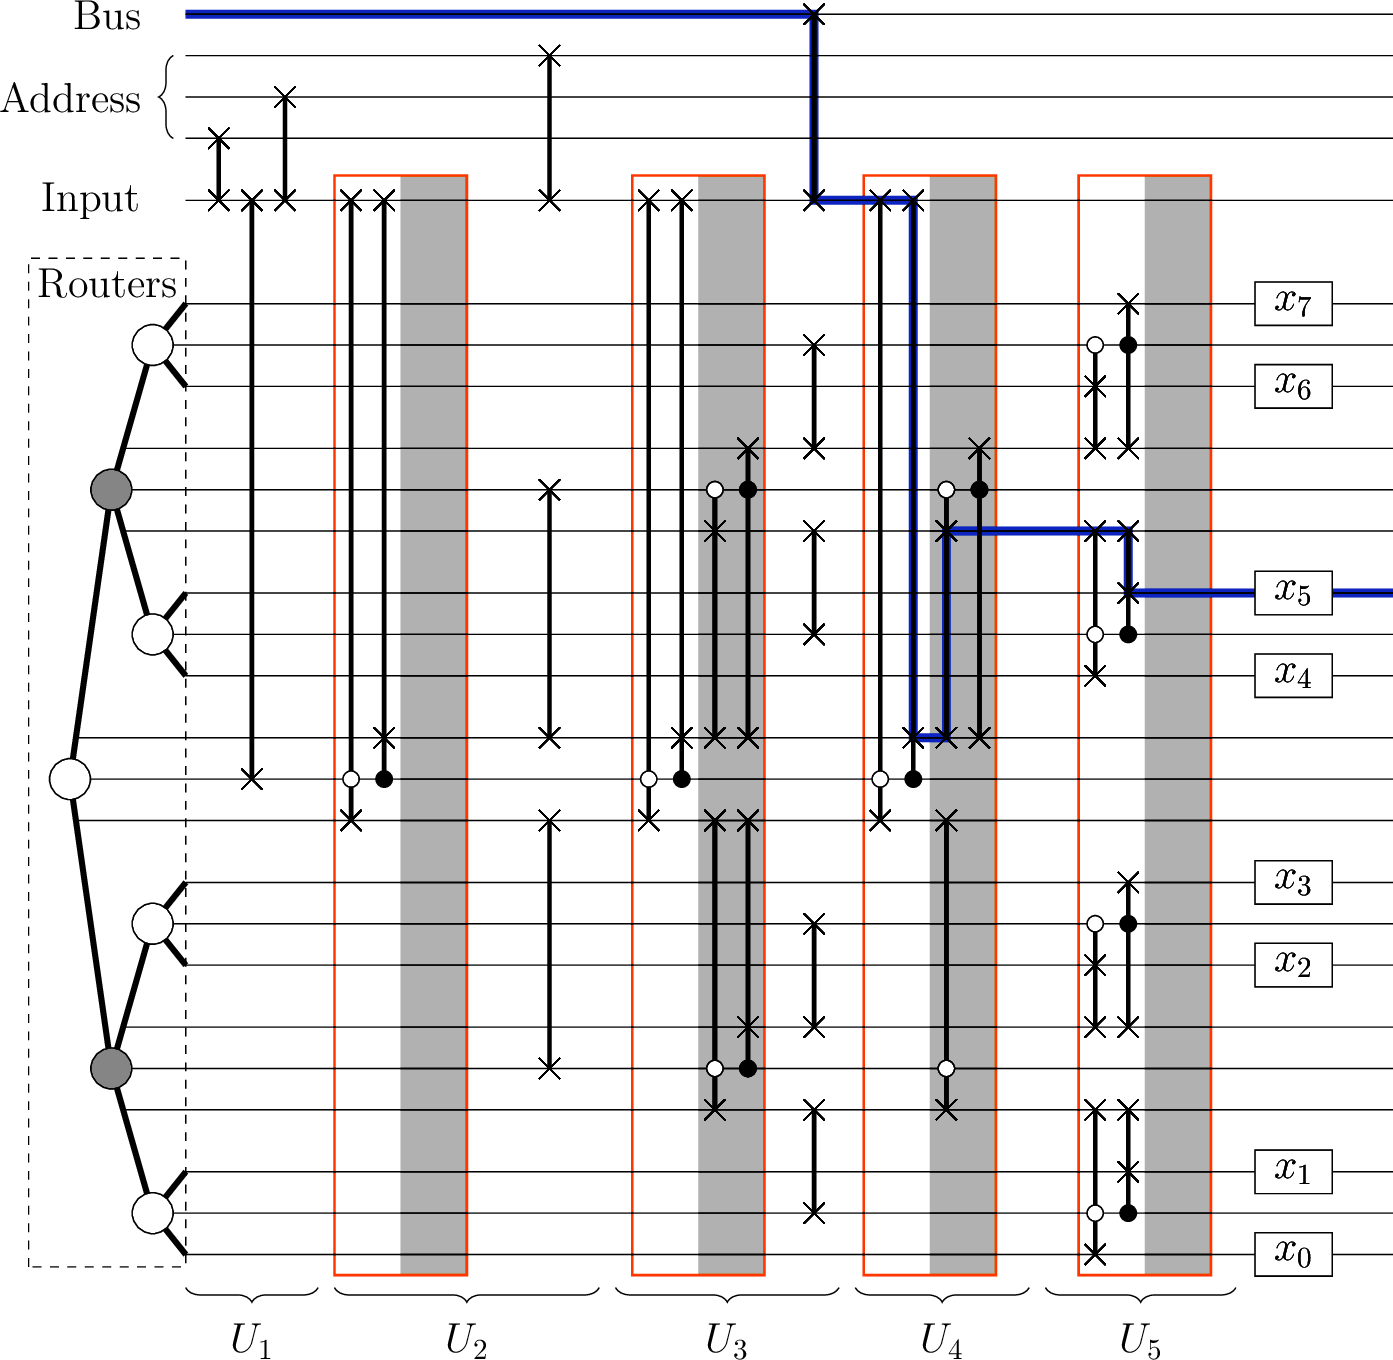 Bus
Address
Input
Routers
x₇
x₆
x₅
x₄
x₃
x₂
x₁
x₀
U₁ U₂ U₃ U₄ U₅